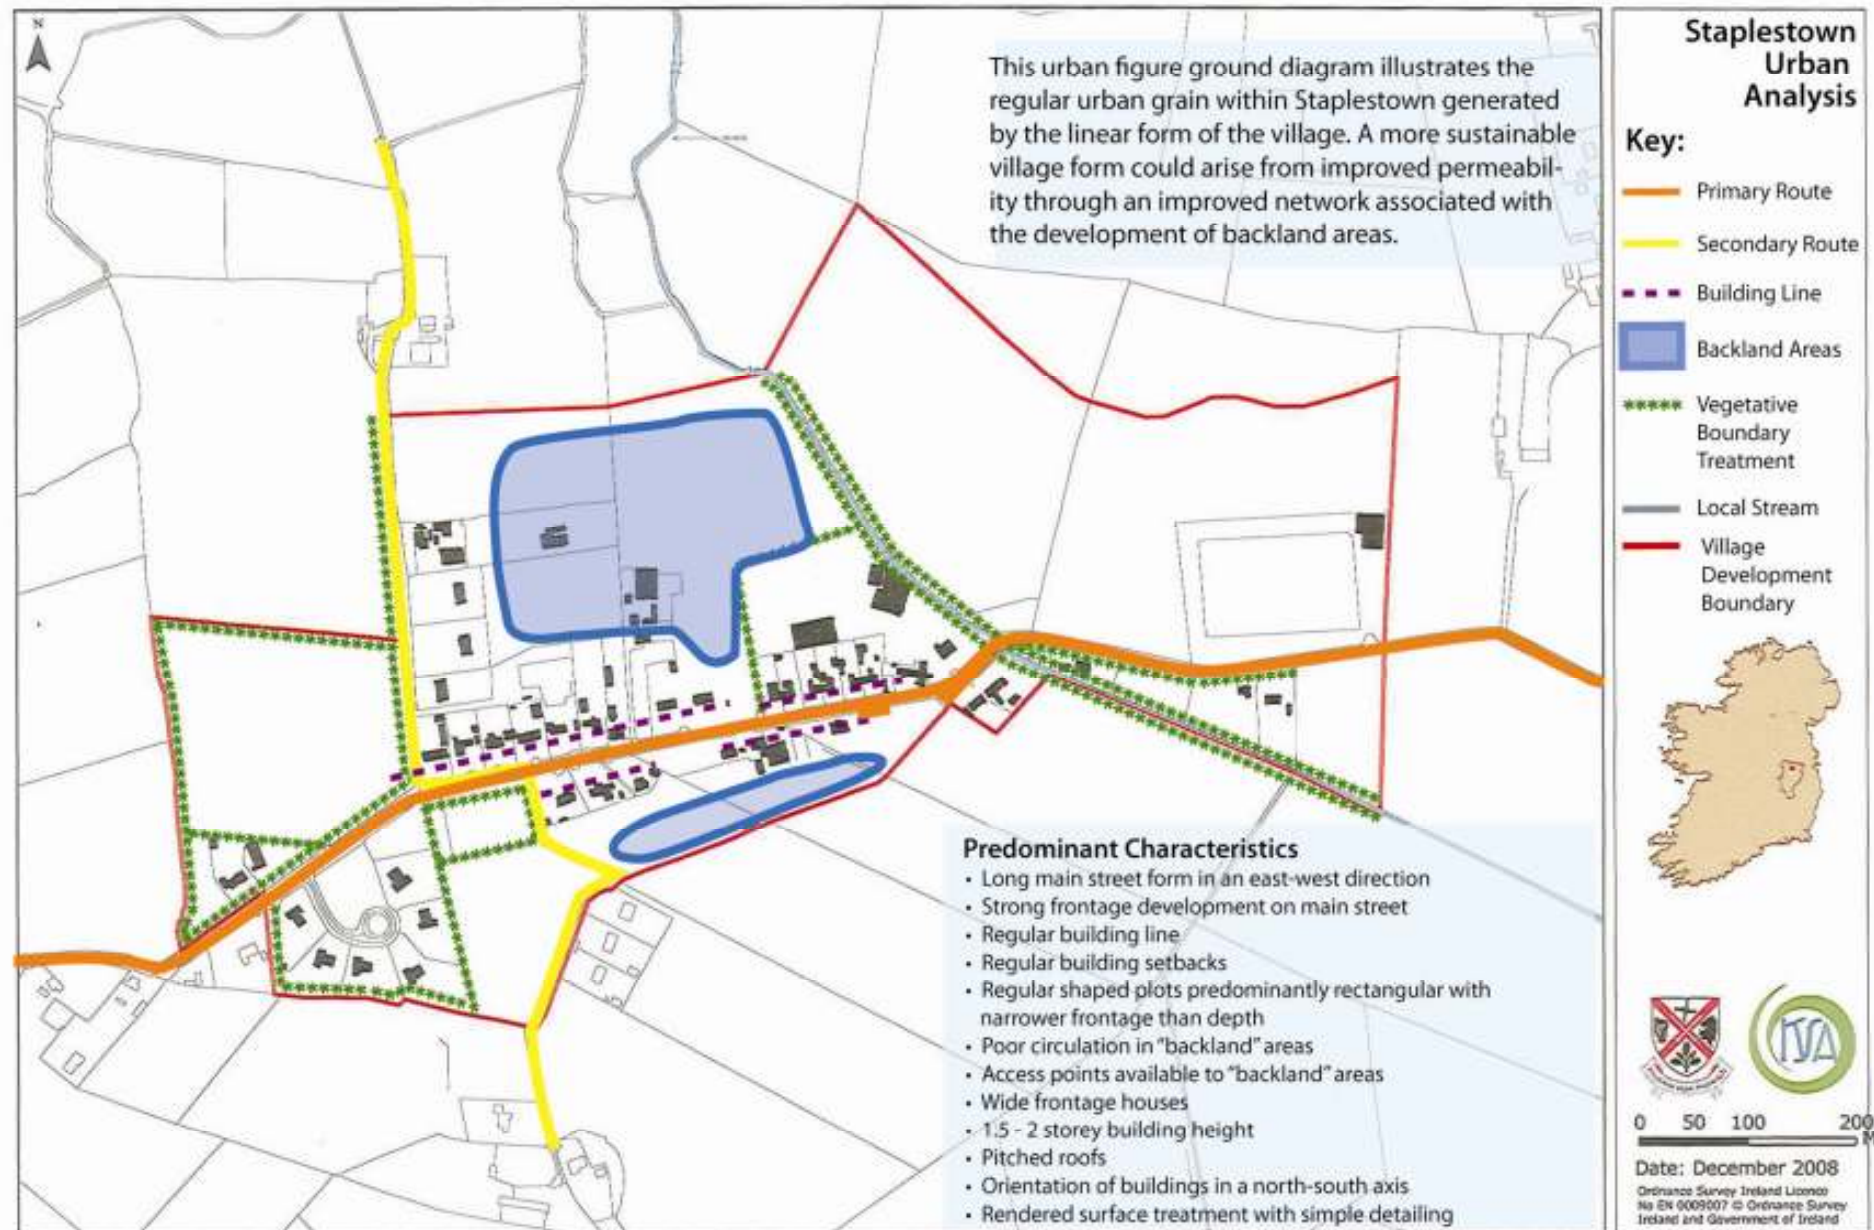 N
This urban figure ground diagram illustrates the
regular urban grain within Staplestown generated
by the linear form of the village. A more sustainable
village form could arise from improved permeabil-
ity through an improved network associated with
the development of backland areas.
Predominant Characteristics
• Long main street form in an east-west direction
• Strong frontage development on main street
• Regular building line
• Regular building setbacks
• Regular shaped plots predominantly rectangular with
narrower frontage than depth
• Poor circulation in "backland" areas
• Access points available to "backland" areas
• Wide frontage houses
• 1.5 - 2 storey building height
• Pitched roofs
• Orientation of buildings in a north-south axis
• Rendered surface treatment with simple detailing
Staplestown
Urban
Analysis
Key:
Primary Route
Secondary Route
Building Line
Backland Areas
Vegetative
Boundary
Treatment
Local Stream
Village
Development
Boundary
0 50 100 200
M
Date: December 2008
Ordnance Survey Ireland Licence
No EN 0009007 © Ordnance Survey
Ireland and Government of Ireland